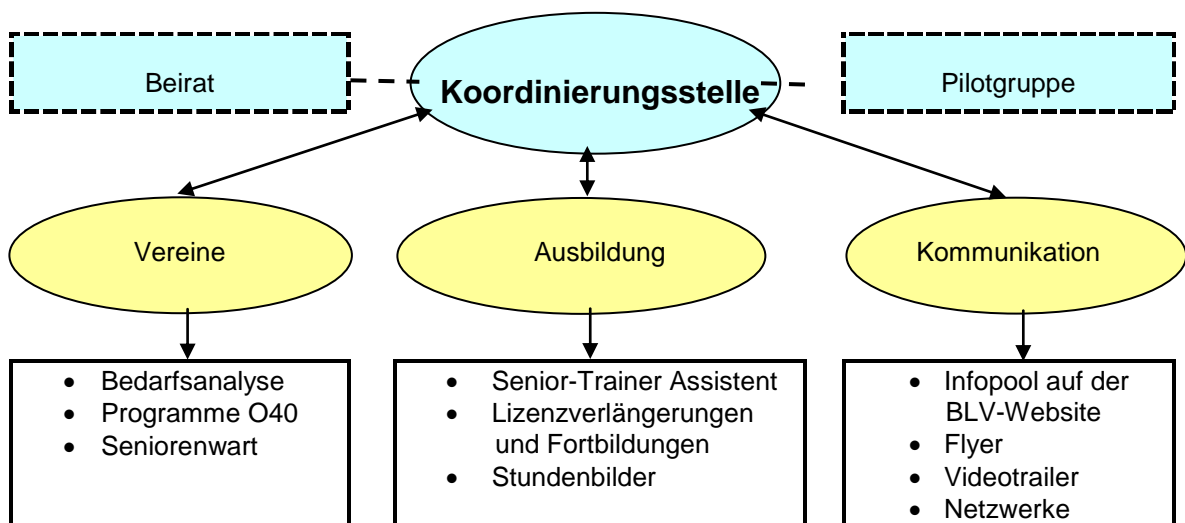 Beirat
Koordinierungsstelle
Pilotgruppe
Vereine
Ausbildung
Kommunikation
• Bedarfsanalyse
• Programme O40
• Seniorenwart
• Senior-Trainer Assistent
• Lizenzverlängerungen
und Fortbildungen
• Stundenbilder
• Infopool auf der
BLV-Website
• Flyer
• Videotrailer
• Netzwerke